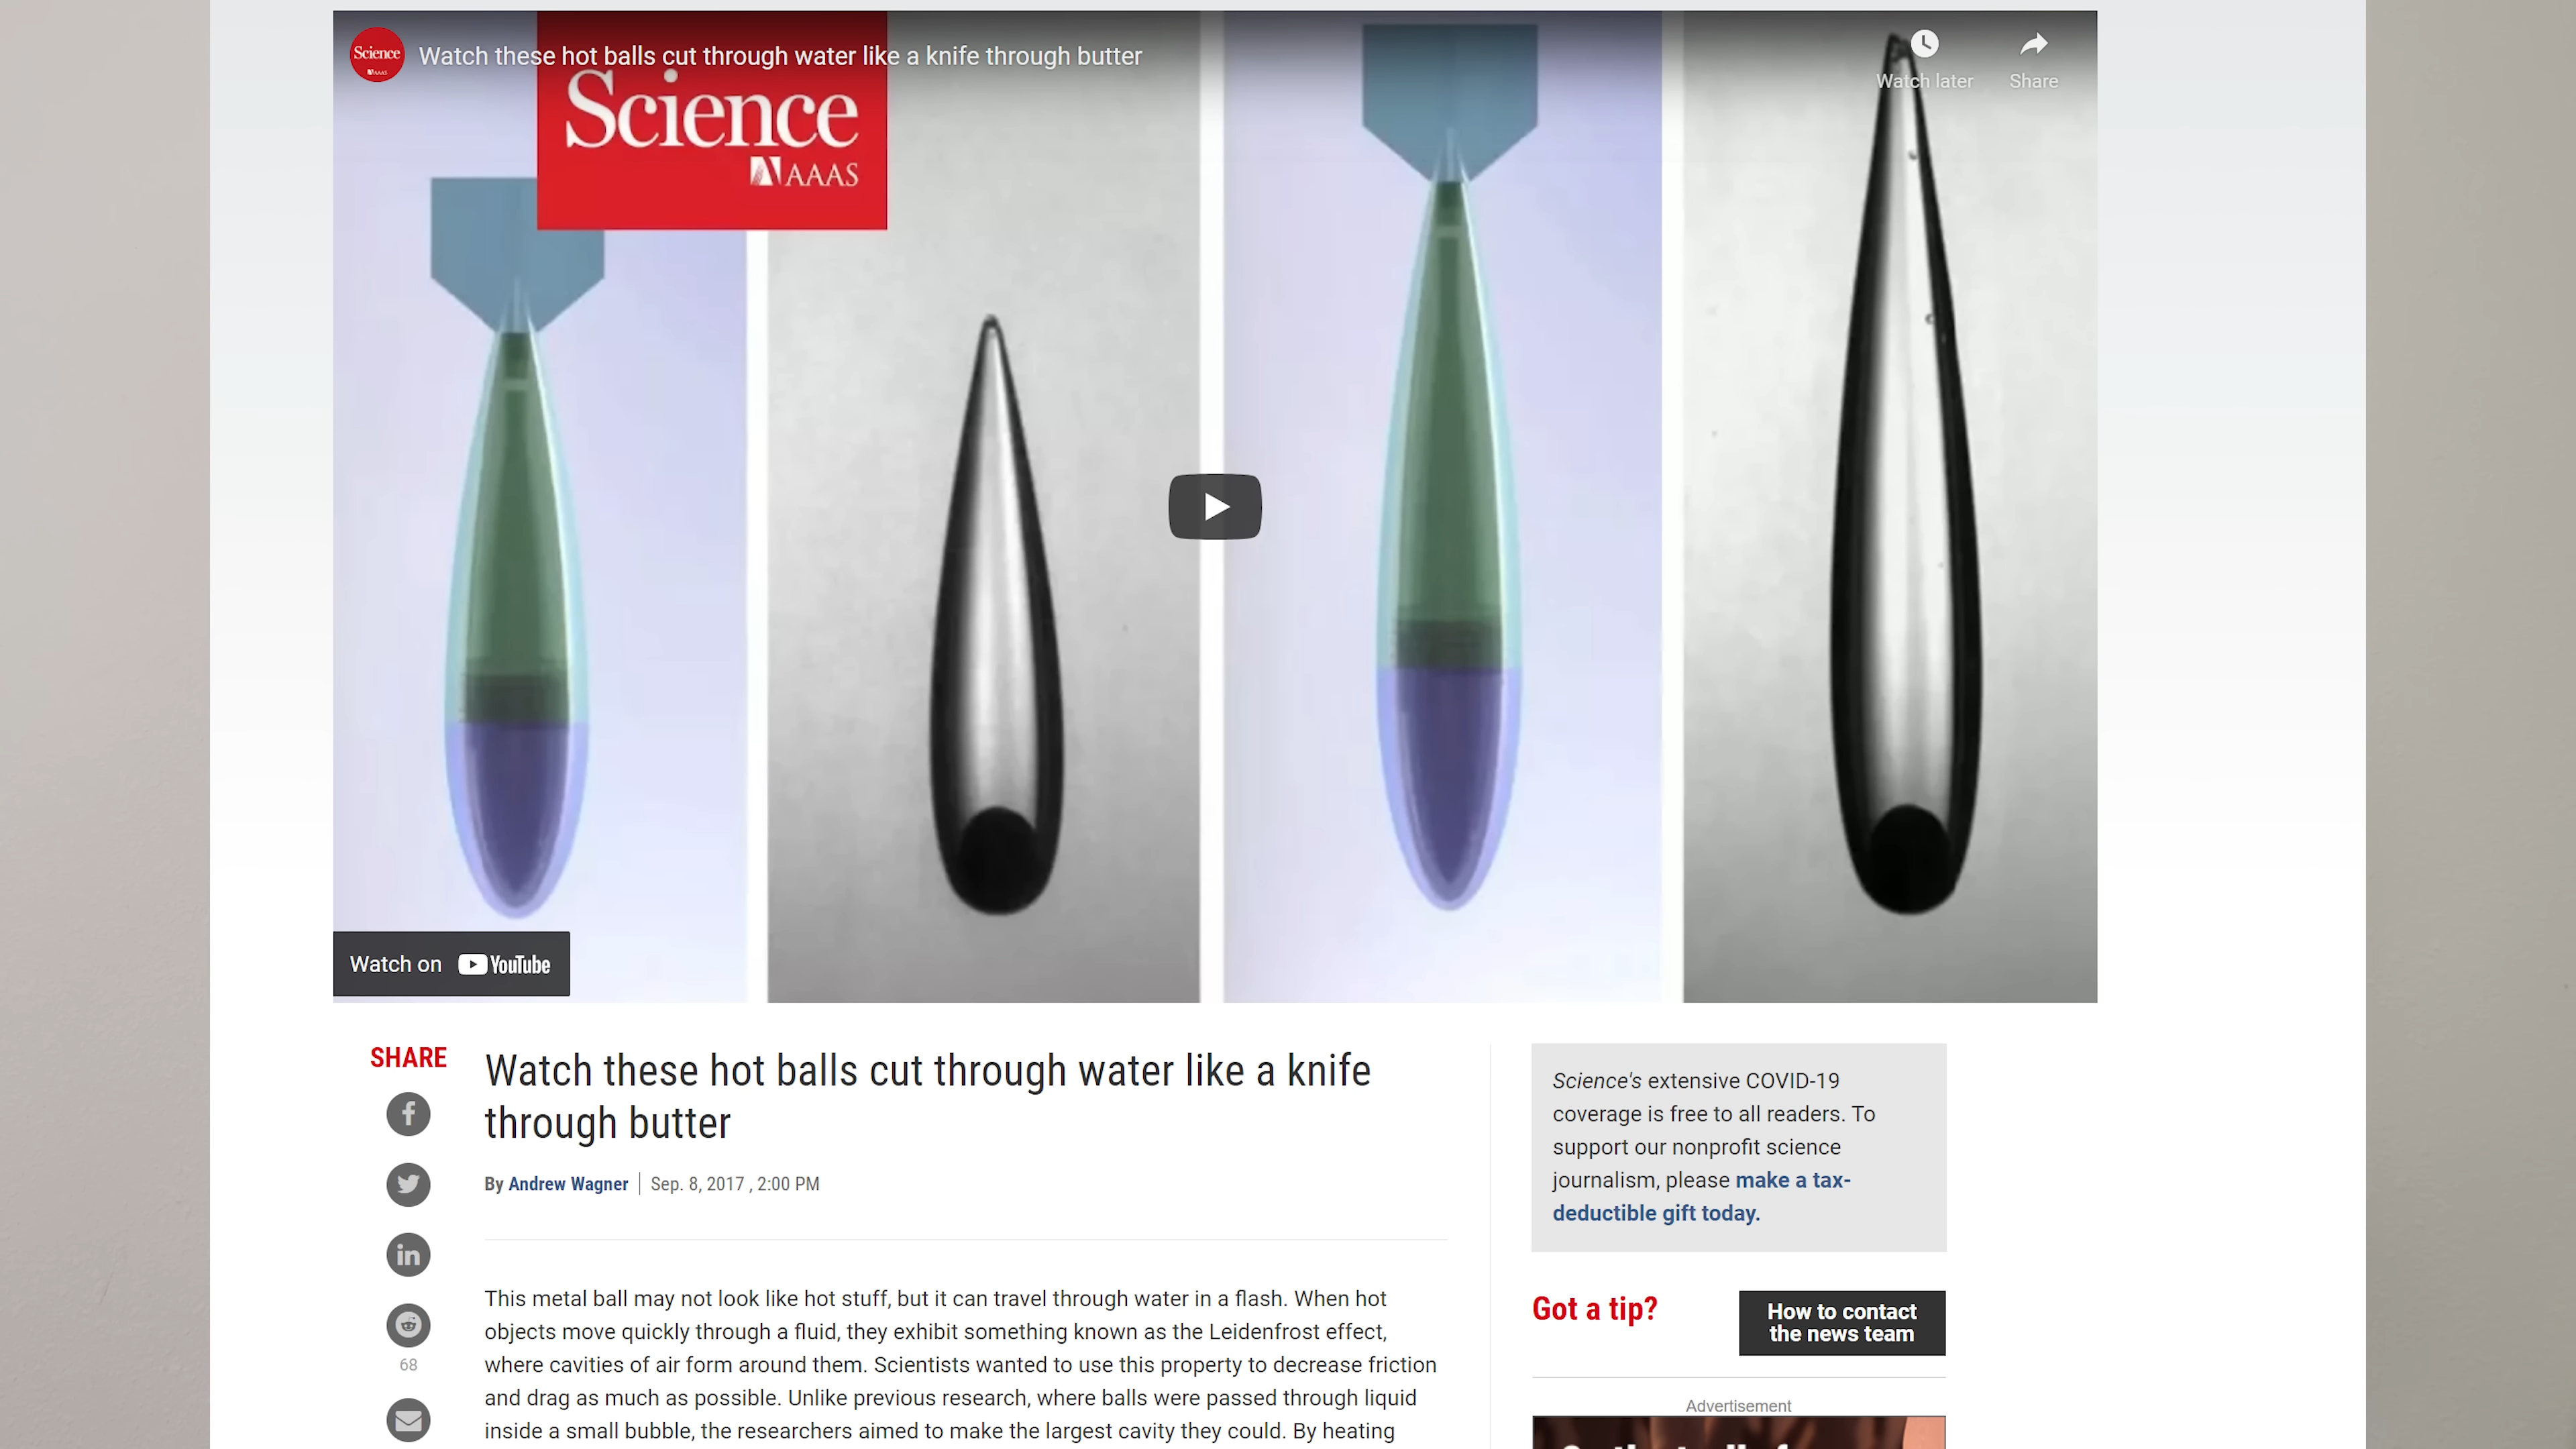 Science
AAAS
Watch these hot balls cut through water like a knife through butter
Watch later
Share
Science
AAAS
Watch on YouTube
SHARE
Watch these hot balls cut through water like a knife
through butter
By Andrew Wagner | Sep. 8, 2017 , 2:00 PM
68
This metal ball may not look like hot stuff, but it can travel through water in a flash. When hot
objects move quickly through a fluid, they exhibit something known as the Leidenfrost effect,
where cavities of air form around them. Scientists wanted to use this property to decrease friction
and drag as much as possible. Unlike previous research, where balls were passed through liquid
inside a small bubble, the researchers aimed to make the largest cavity they could. By heating
Science's extensive COVID-19
coverage is free to all readers. To
support our nonprofit science
journalism, please make a tax-
deductible gift today.
Got a tip?
How to contact
the news team
Advertisement